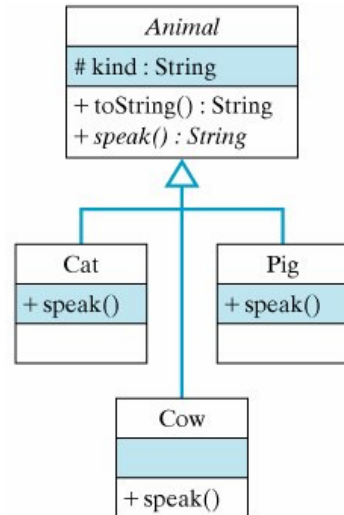 Animal
# kind : String
+ toString() : String
+ speak() : String
Cat
+ speak()
Pig
+ speak()
Cow
+ speak()